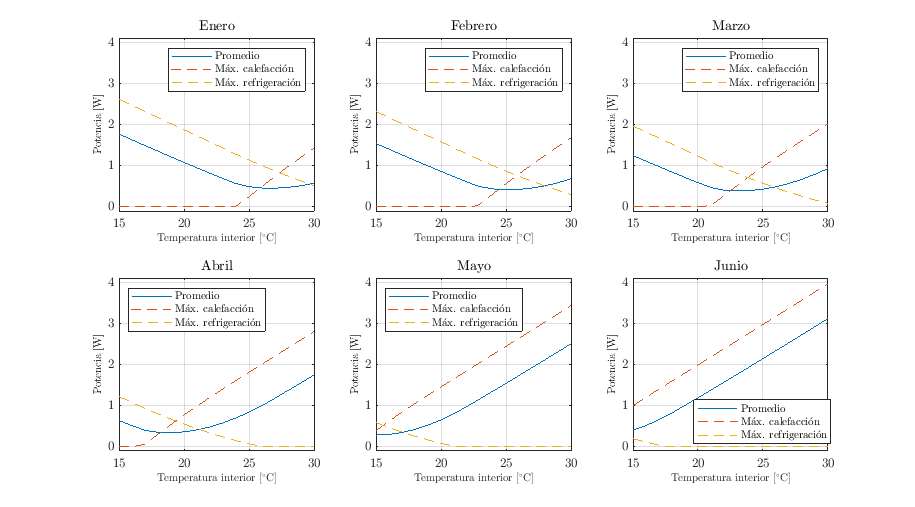 Enero
4
3
2
1
0
Potencia [W]
Promedio
Máx. calefacción
Máx. refrigeración
15 20 25 30
Temperatura interior [°C]
Febrero
4
3
2
1
0
Potencia [W]
Promedio
Máx. calefacción
Máx. refrigeración
15 20 25 30
Temperatura interior [°C]
Marzo
4
3
2
1
0
Potencia [W]
Promedio
Máx. calefacción
Máx. refrigeración
15 20 25 30
Temperatura interior [°C]
Abril
4
3
2
1
0
Potencia [W]
Promedio
Máx. calefacción
Máx. refrigeración
15 20 25 30
Temperatura interior [°C]
Mayo
4
3
2
1
0
Potencia [W]
Promedio
Máx. calefacción
Máx. refrigeración
15 20 25 30
Temperatura interior [°C]
Junio
4
3
2
1
0
Potencia [W]
Promedio
Máx. calefacción
Máx. refrigeración
15 20 25 30
Temperatura interior [°C]